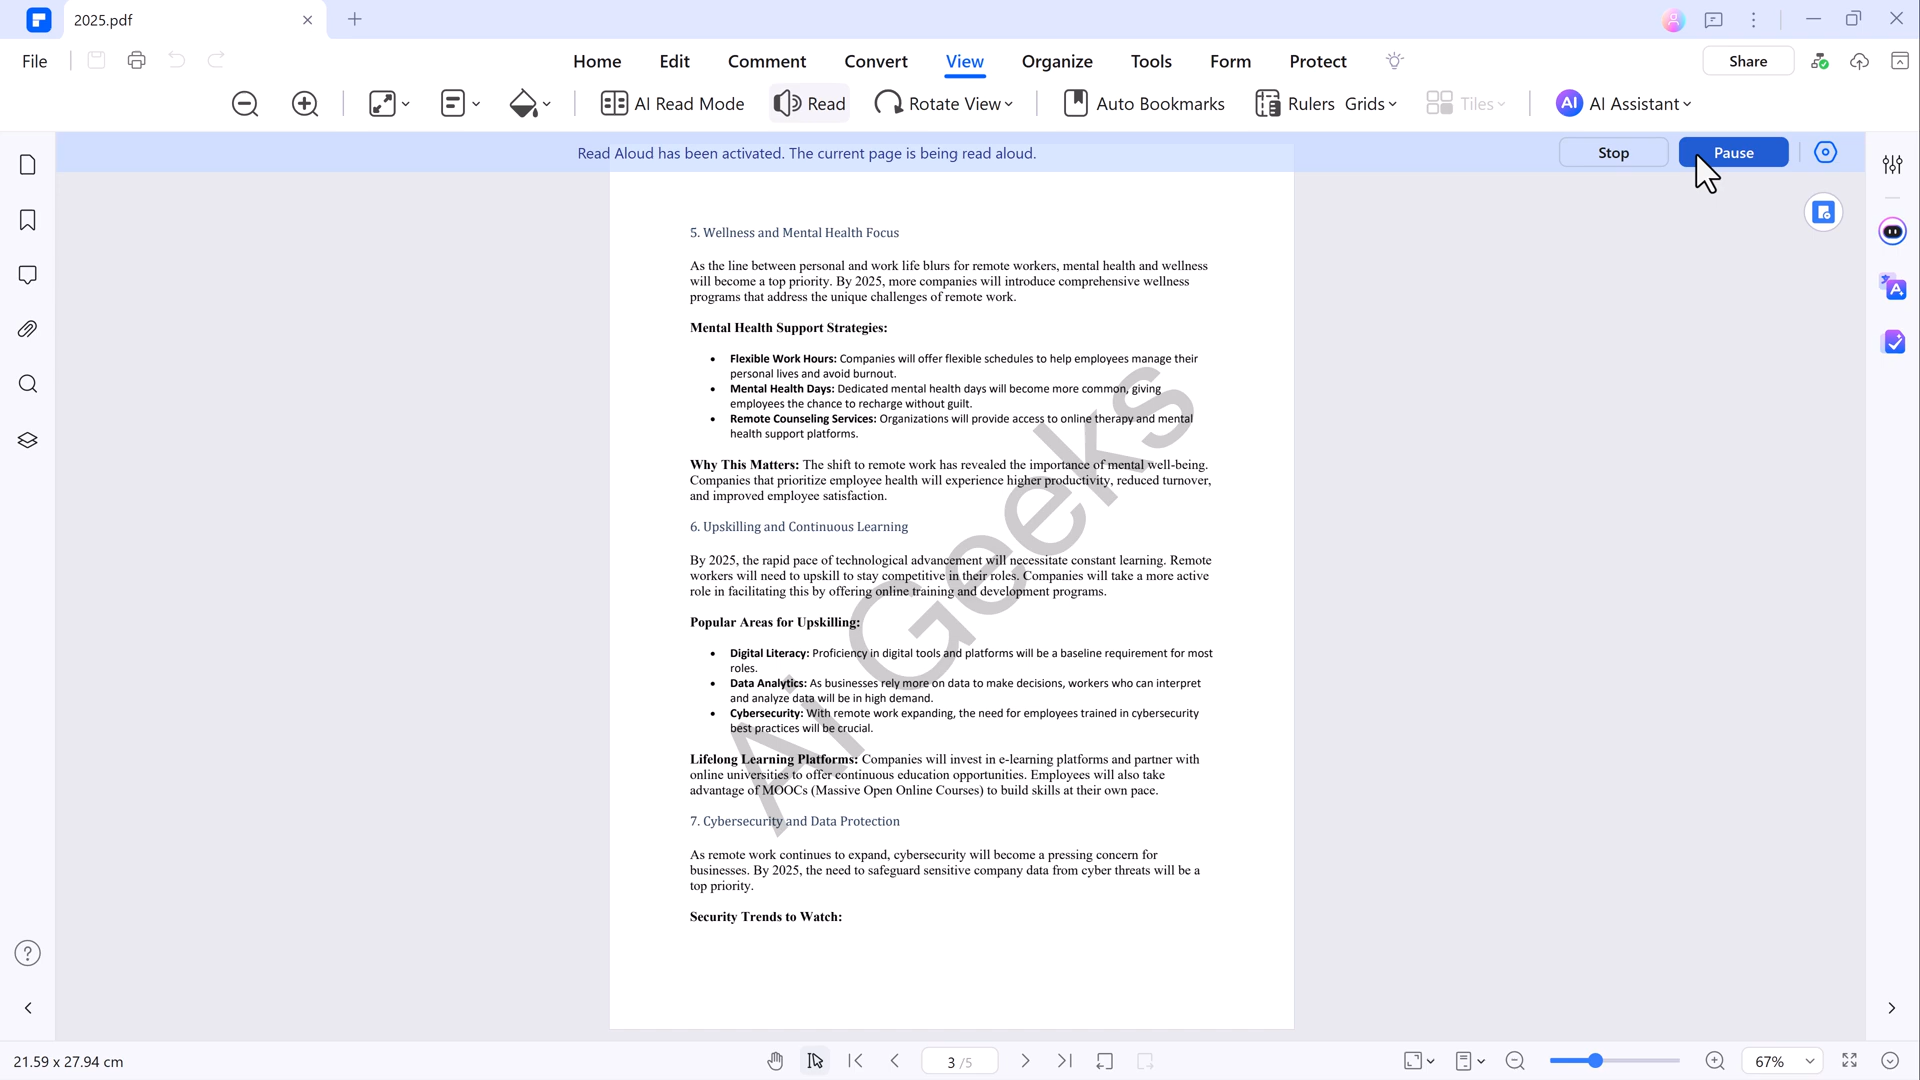 2025.pdf
File
Home Edit Comment Convert View Organize Tools Form Protect
Share
AI Read Mode Read Rotate View Auto Bookmarks Rulers Grids Tiles AI AI Assistant
Read Aloud has been activated. The current page is being read aloud.
Stop Pause
5. Wellness and Mental Health Focus
As the line between personal and work life blurs for remote workers, mental health and wellness
will become a top priority. By 2025, more companies will introduce comprehensive wellness
programs that address the unique challenges of remote work.
Mental Health Support Strategies:
• Flexible Work Hours: Companies will offer flexible schedules to help employees manage their
personal lives and avoid burnout.
• Mental Health Days: Dedicated mental health days will become more common, giving
employees the chance to recharge without guilt.
• Remote Counseling Services: Organizations will provide access to online therapy and mental
health support platforms.
Why This Matters: The shift to remote work has revealed the importance of mental well-being.
Companies that prioritize employee health will experience higher productivity, reduced turnover,
and improved employee satisfaction.
6. Upskilling and Continuous Learning
By 2025, the rapid pace of technological advancement will necessitate constant learning. Remote
workers will need to upskill to stay competitive in their roles. Companies will take a more active
role in facilitating this by offering online training and development programs.
Popular Areas for Upskilling:
• Digital Literacy: Proficiency in digital tools and platforms will be a baseline requirement for most
roles.
• Data Analytics: As businesses rely more on data to make decisions, workers who can interpret
and analyze data will be in high demand.
• Cybersecurity: With remote work expanding, the need for employees trained in cybersecurity
best practices will be crucial.
Lifelong Learning Platforms: Companies will invest in e-learning platforms and partner with
online universities to offer continuous education opportunities. Employees will also take
advantage of MOOCs (Massive Open Online Courses) to build skills at their own pace.
7. Cybersecurity and Data Protection
As remote work continues to expand, cybersecurity will become a pressing concern for
businesses. By 2025, the need to safeguard sensitive company data from cyber threats will be a
top priority.
Security Trends to Watch:
Ai Geeks
21.59 x 27.94 cm
3 /5
67%